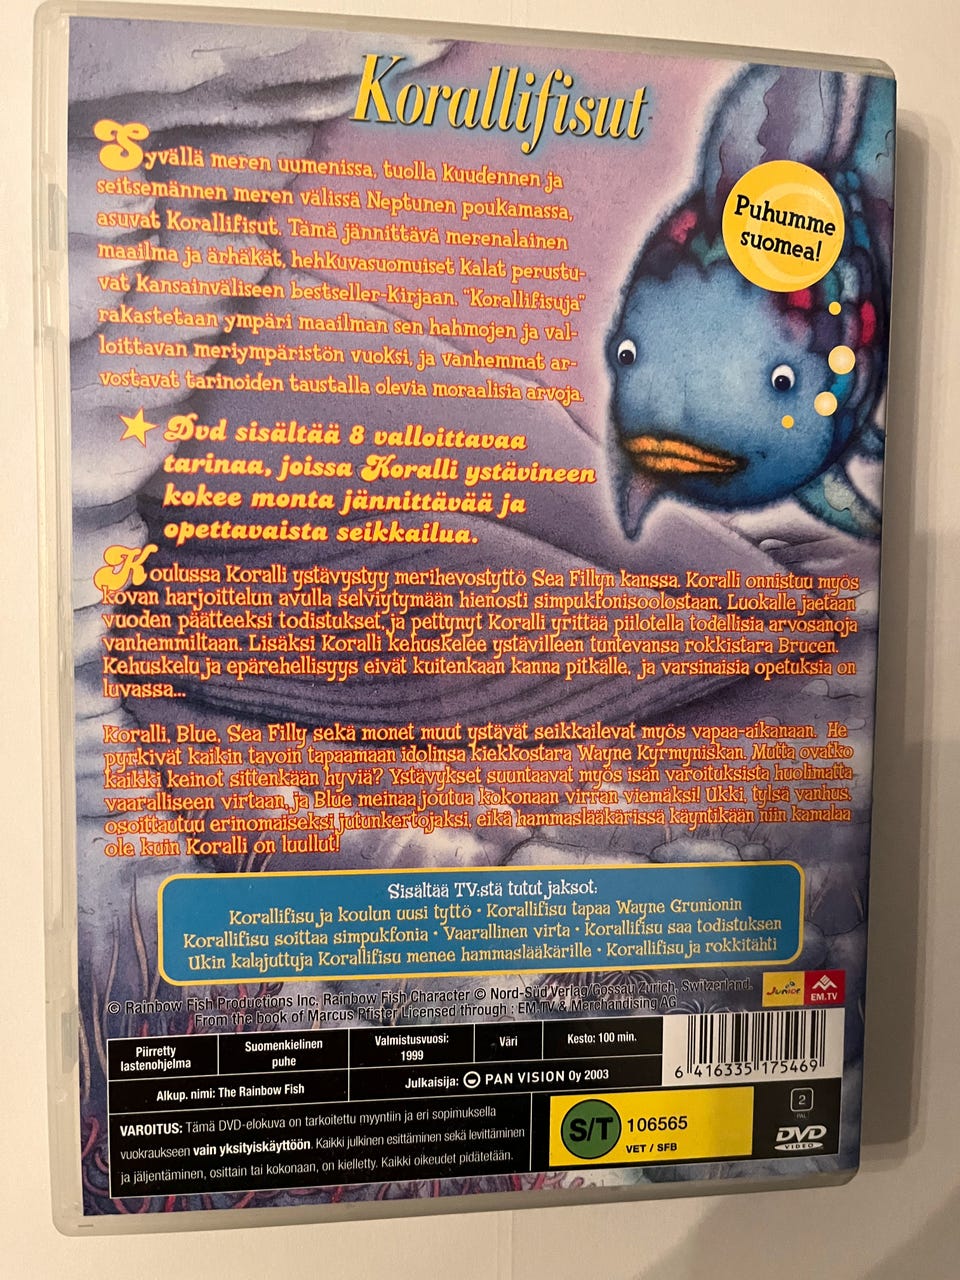 Korallifisut
Puhumme
suomea!
Syvällä meren uumenissa, tuolla Kuudennen ja
seitsemännen meren välissä Neptunen poukamassa,
asuvat Korallifisut. Tämä jännittävä merenalainen
maailma ja ärhäkät, hehkuvasuomuiset Kalat perustu-
vat Kansainväliseen bestseller-Kirjaan. "Korallifisuja"
rakastetaan ympäri maailman sen hahmojen ja val-
loittavan meriympäristön vuoksi, ja vanhemmat ar-
vostavat tarinoiden taustalla olevia moraalisia arvoja.
Dvd sisältää 8 valloittavaa
tarinaa, joissa Koralli ystävineen
kokee monta jännittävää ja
opettavaista seikkailua.
Koulussa Koralli ystävystyy merihevostyttö Sea Fillyn kanssa. Koralli onnistuu myös
kovan harjoittelun avulla selviytymään hienosti simpukfonisoolostaan. Luokalle jaetaan
vuoden päätteeksi todistukset, ja pettynyt Koralli yrittää piilotella todellisia arvosanoja
vanhemmiltaan. Lisäksi Koralli kehuskelee ystävilleen tuntevansa rokkistara Brucen.
Kehuskelu ja epärehellisyys eivät kuitenkaan kanna pitkälle, ja varsinaisia opetuksia on
luvassa...
Koralli, Blue, Sea Filly sekä monet muut ystävät seikkailevat myös vapaa-aikanaan. He
pyrkivät kaikin tavoin tapaamaan idolinsa kiekkostara Wayne Kyrmyniskan. Mutta ovatko
kaikki keinot sittenkään hyviä? Ystävykset suuntaavat myös isän varoituksista huolimatta
vaaralliseen virtaan, ja Blue meinaa joutua kokonaan virran viemäksi! Ukki, tylsä vanhus,
osoittautuu erinomaiseksi jutunkertojaksi, eikä hammaslääkärissä käyntikään niin kamalaa
ole kuin Koralli on luullut!
Sisältää TV:stä tutut jaksot:
Korallifisu ja koulun uusi tyttö • Korallifisu tapaa Wayne Grunionin
Korallifisu soittaa simpukfonia • Vaarallinen virta • Korallifisu saa todistuksen
Ukin kalajuttuja Korallifisu menee hammaslääkärille • Korallifisu ja rokkitähti
© Rainbow Fish Productions Inc. Rainbow Fish Character © Nord-Süd Verlag/Gossau Zürich, Switzerland.
From the book of Marcus Pfister Licensed through : EM.TV & Merchandising AG
Junior
EM.TV
Piirretty
lastenohjelma
Suomenkielinen
puhe
Valmistusvuosi:
1999
Väri
Kesto: 100 min.
Alkup. nimi: The Rainbow Fish
Julkaisija: PAN VISION Oy 2003
6 416335 175469
VAROITUS: Tämä DVD-elokuva on tarkoitettu myyntiin ja eri sopimuksella
vuokraukseen vain yksityiskäyttöön. Kaikki julkinen esittäminen sekä levittäminen
ja jäljentäminen, osittain tai kokonaan, on kielletty. Kaikki oikeudet pidätetään.
S/T
106565
VET / SFB
2
PAL
DVD
VIDEO